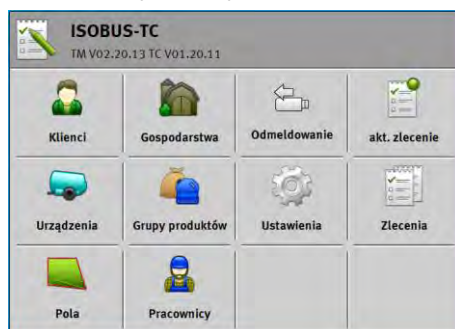 ISOBUS-TC
TM V02.20.13 TC V01.20.11
Klienci
Gospodarstwa
Odmeldowanie
akt. zlecenie
Urządzenia
Grupy produktów
Ustawienia
Zlecenia
Pola
Pracownicy